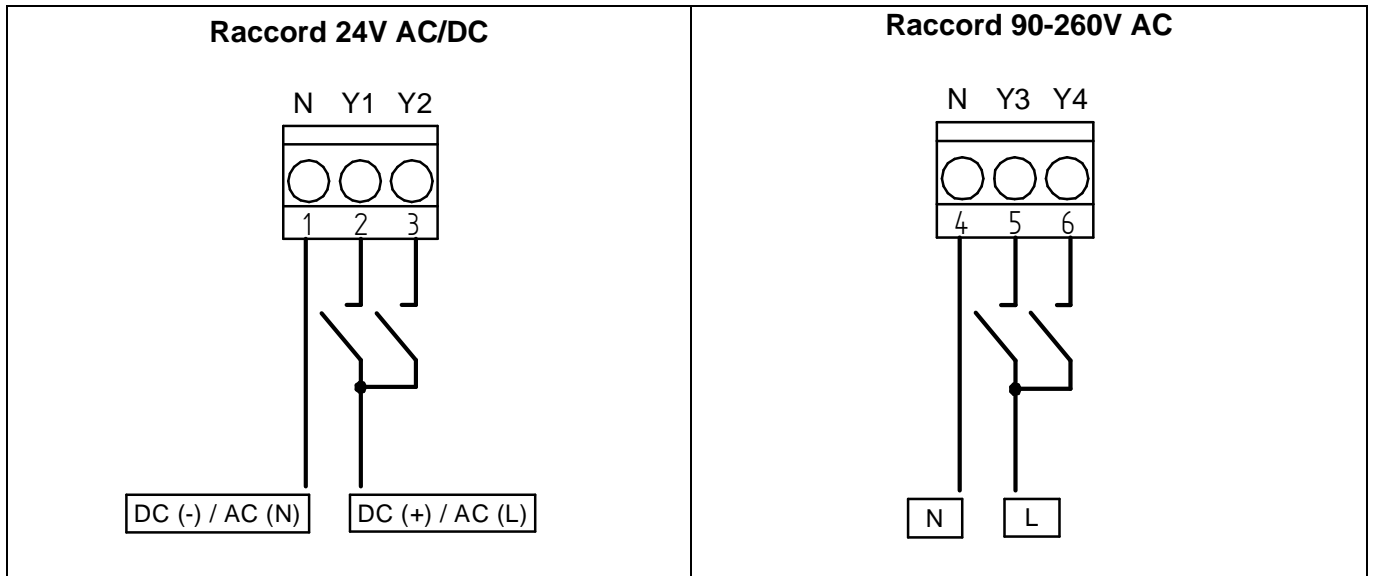 Raccord 24V AC/DC
N Y1 Y2
1 2 3
DC (-) / AC (N)
DC (+) / AC (L)
Raccord 90-260V AC
N Y3 Y4
4 5 6
N
L